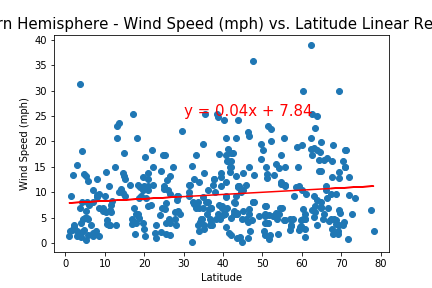 rn Hemisphere - Wind Speed (mph) vs. Latitude Linear Re
40
35
30
25
20
15
10
5
0
Wind Speed (mph)
y = 0.04x + 7.84
0 10 20 30 40 50 60 70 80
Latitude